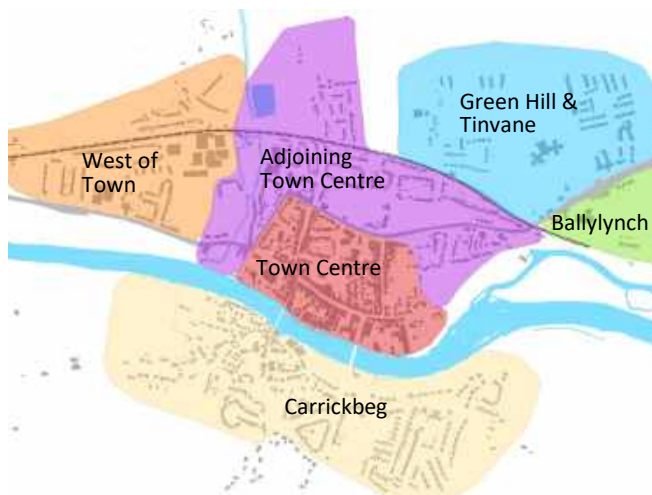 Green Hill &
Tinvane
West of
Town
Adjoining
Town Centre
Ballylynch
Town Centre
Carrickbeg